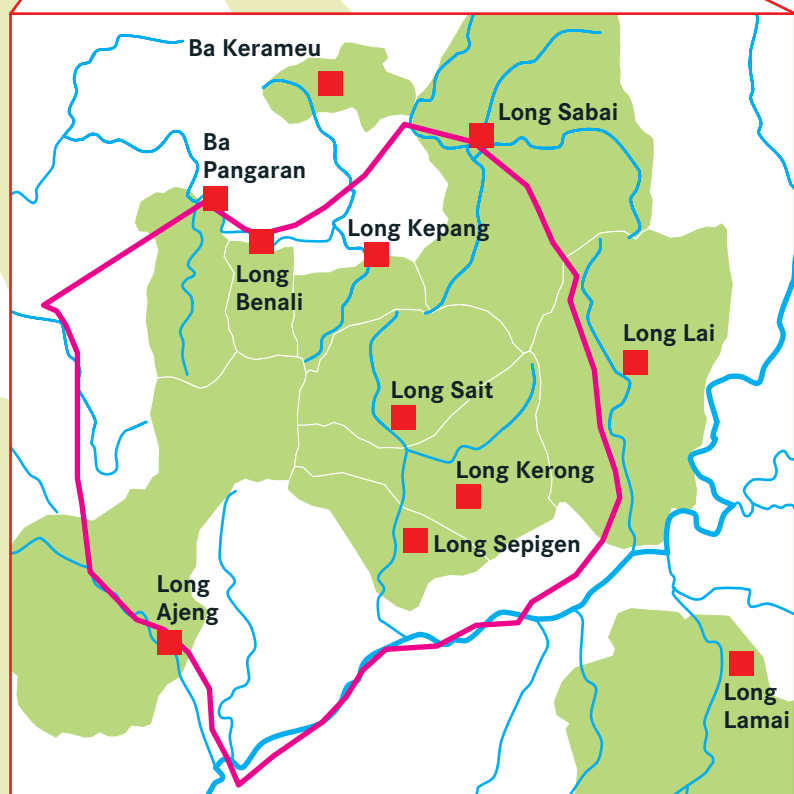 Ba Kerameu
Long Sabai
Ba
Pangaran
Long Kepang
Long
Benali
Long Lai
Long Sait
Long Kerong
Long Sepigen
Long
Ajeng
Long
Lamai